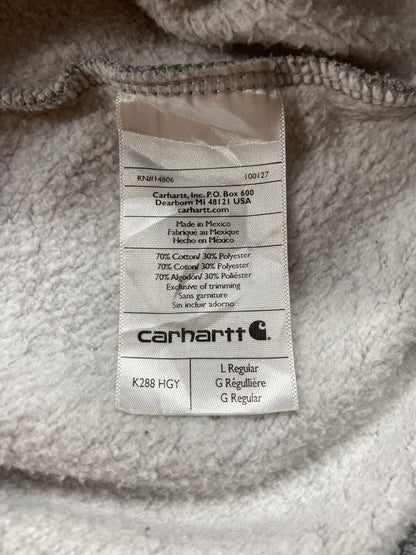 RN#14806 100127
Carhartt, Inc. P.O. Box 600
Dearborn MI 48121 USA
carhartt.com
Made in Mexico
Fabriqué au Mexique
Hecho en México
70% Cotton/ 30% Polyester
70% Coton/ 30% Polyester
70% Algodón/ 30% Poliéster
Exclusive of trimming
Sans garniture
Sin incluir adorno
carhartt
K288 HGY
L Regular
G Régullière
G Regular